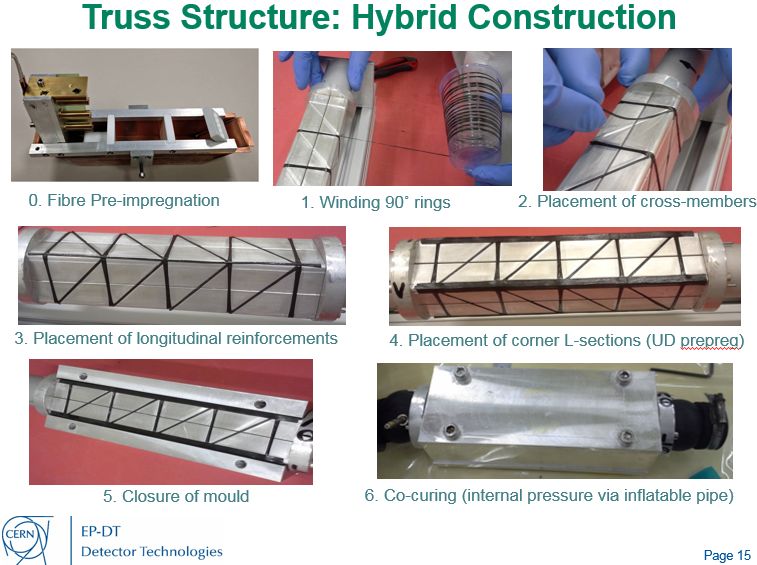 Truss Structure: Hybrid Construction
0. Fibre Pre-impregnation
1. Winding 90˚ rings
2. Placement of cross-members
3. Placement of longitudinal reinforcements
4. Placement of corner L-sections (UD prepreg)
5. Closure of mould
6. Co-curing (internal pressure via inflatable pipe)
CERN
EP-DT
Detector Technologies
Page 15